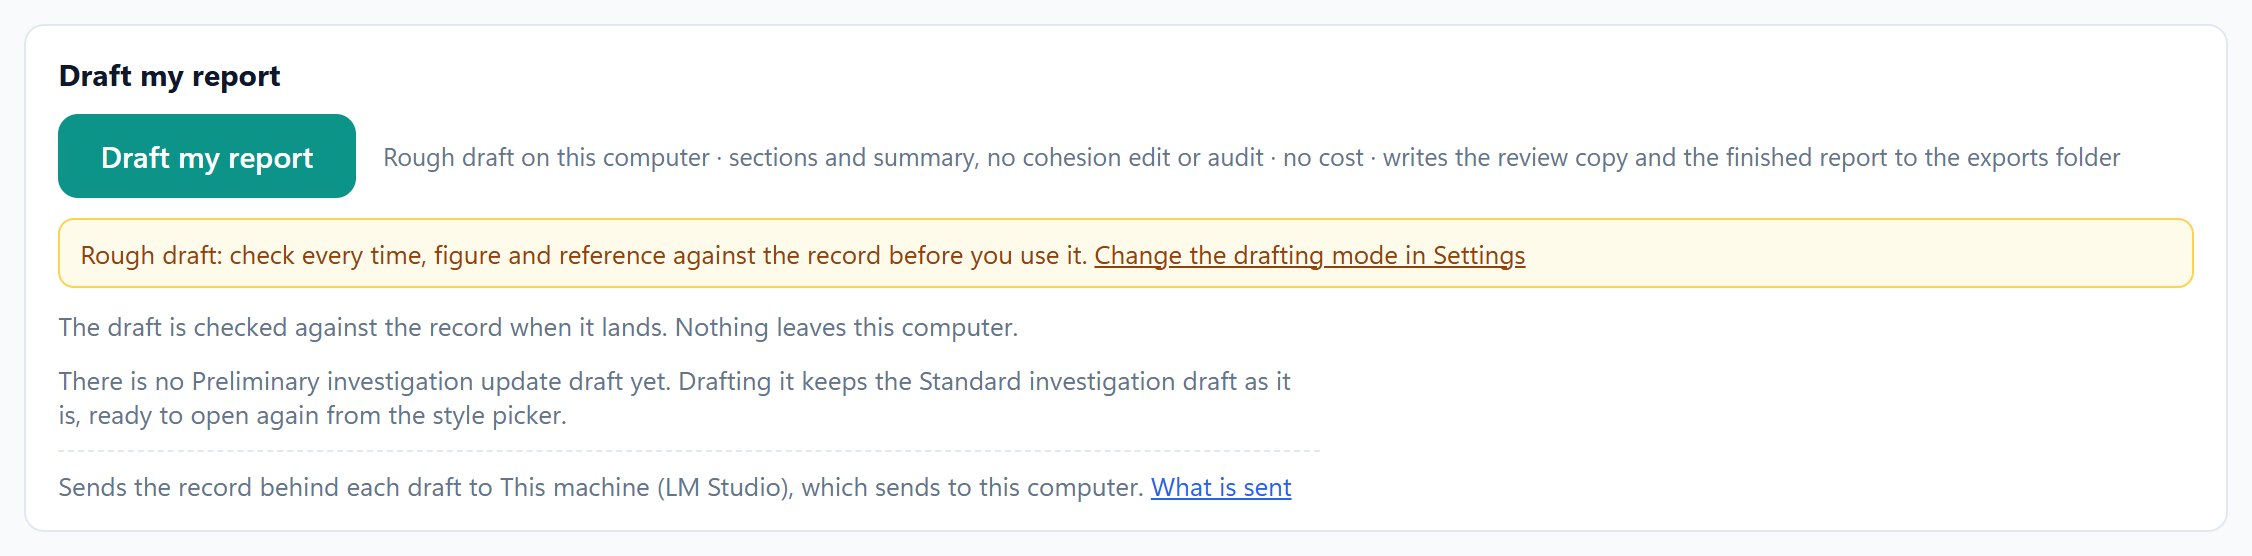 Draft my report
Draft my report
Rough draft on this computer · sections and summary, no cohesion edit or audit · no cost · writes the review copy and the finished report to the exports folder
Rough draft: check every time, figure and reference against the record before you use it. Change the drafting mode in Settings
The draft is checked against the record when it lands. Nothing leaves this computer.
There is no Preliminary investigation update draft yet. Drafting it keeps the Standard investigation draft as it
is, ready to open again from the style picker.
Sends the record behind each draft to This machine (LM Studio), which sends to this computer. What is sent